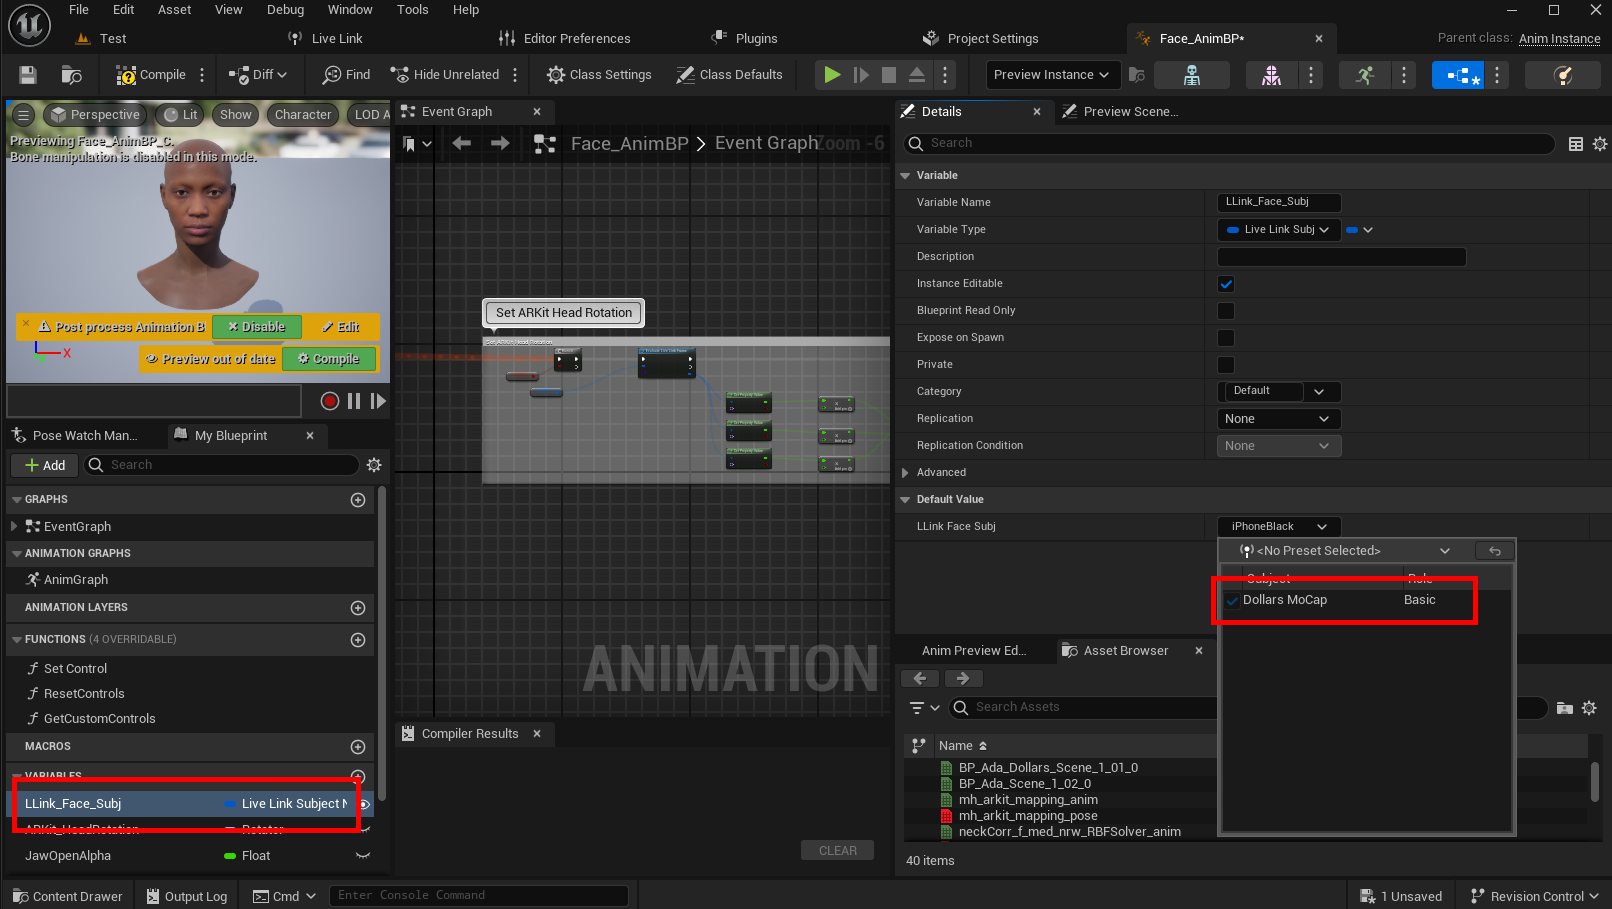 File Edit Asset View Debug Window Tools Help
Test Live Link Editor Preferences Plugins Project Settings Face_AnimBP* Parent class: Anim Instance
Compile Diff Find Hide Unrelated Class Settings Class Defaults Preview Instance
Perspective Lit Show Character LOD A
Previewing Face_AnimBP_C.
Bone manipulation is disabled in this mode.
Post process Animation B Disable Edit
X
Preview out of date Compile
Pose Watch Man... My Blueprint
Add Search
GRAPHS
EventGraph
ANIMATION GRAPHS
AnimGraph
ANIMATION LAYERS
FUNCTIONS (4 OVERRIDABLE)
Set Control
ResetControls
GetCustomControls
MACROS
VARIABLES
LLink_Face_Subj Live Link Subject N
ARKit_HeadRotation Rotator
JawOpenAlpha Float
Event Graph
Face_AnimBP > Event Graph Zoom -6
Set ARKit Head Rotation
Set ARKit Head Rotation
ANIMATION
Compiler Results
CLEAR
Details Preview Scene...
Search
Variable
Variable Name LLink_Face_Subj
Variable Type Live Link Subj
Description
Instance Editable
Blueprint Read Only
Expose on Spawn
Private
Category Default
Replication None
Replication Condition None
Advanced
Default Value
LLink Face Subj iPhoneBlack
<No Preset Selected>
Subject Role
Dollars MoCap Basic
Anim Preview Ed... Asset Browser
Search Assets
Name
BP_Ada_Dollars_Scene_1_01_0
BP_Ada_Scene_1_02_0
mh_arkit_mapping_anim
mh_arkit_mapping_pose
neckCorr_f_med_nrw_RBFSolver_anim
40 items
Content Drawer Output Log Cmd Enter Console Command 1 Unsaved Revision Control